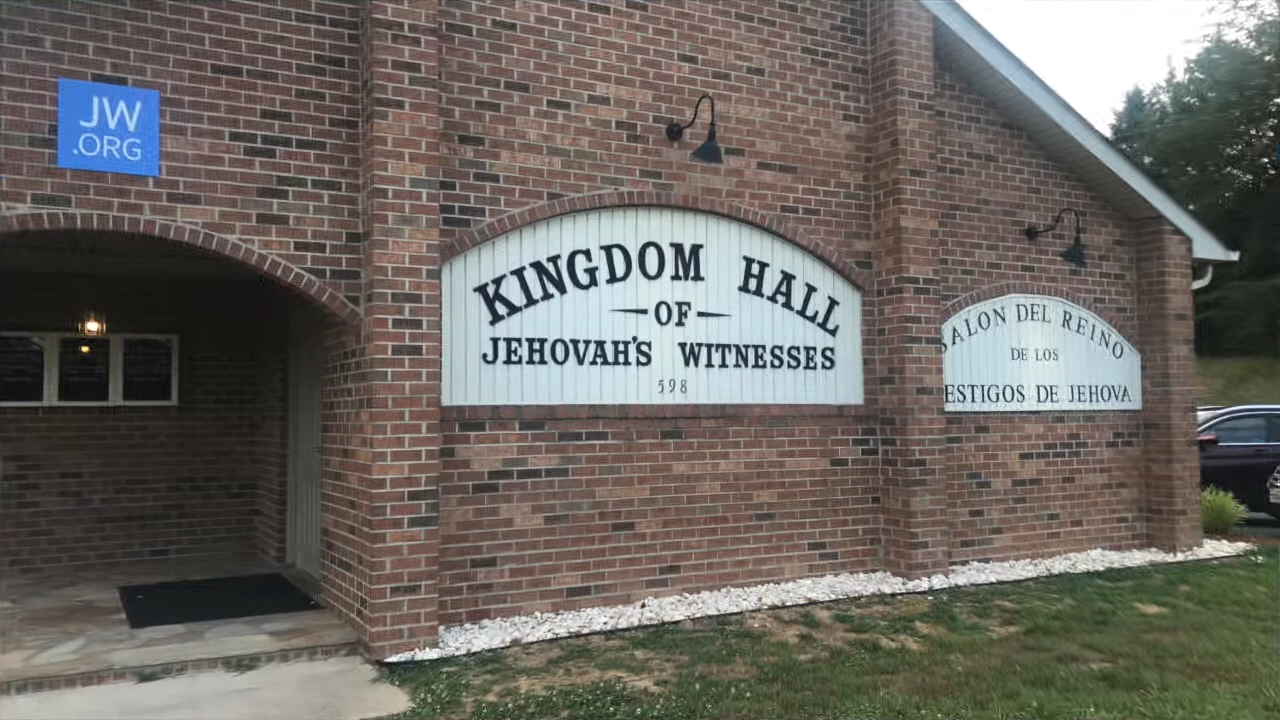 JW
.ORG
KINGDOM HALL
OF
JEHOVAH'S WITNESSES
598
SALON DEL REINO
DE LOS
ESTIGOS DE JEHOVA